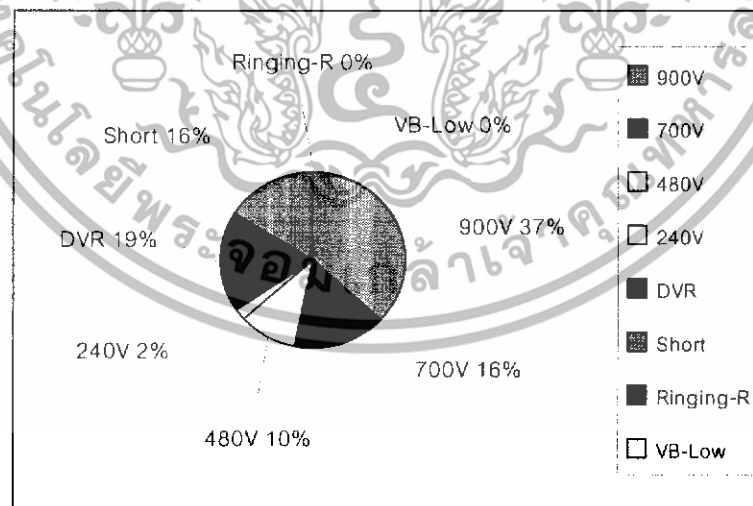 Ringing-R 0%
VB-Low 0%
Short 16%
900V 37%
DVR 19%
700V 16%
240V 2%
480V 10%
900V
700V
480V
240V
DVR
Short
Ringing-R
VB-Low